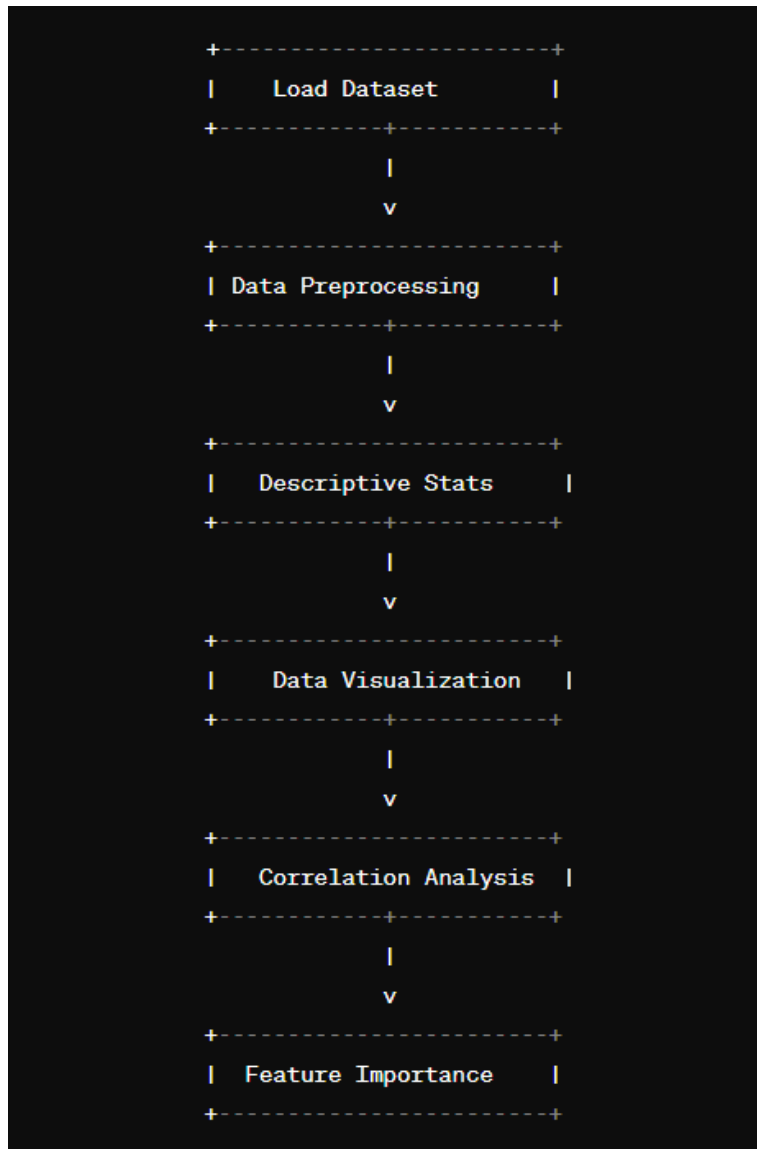 +------------------------+
|    Load Dataset        |
+------------+-----------+
|
v
+------------------------+
| Data Preprocessing     |
+------------+-----------+
|
v
+------------------------+
|   Descriptive Stats     |
+------------+-----------+
|
v
+------------------------+
|    Data Visualization   |
+------------+-----------+
|
v
+------------------------+
|   Correlation Analysis  |
+------------+-----------+
|
v
+------------------------+
|  Feature Importance    |
+------------------------+